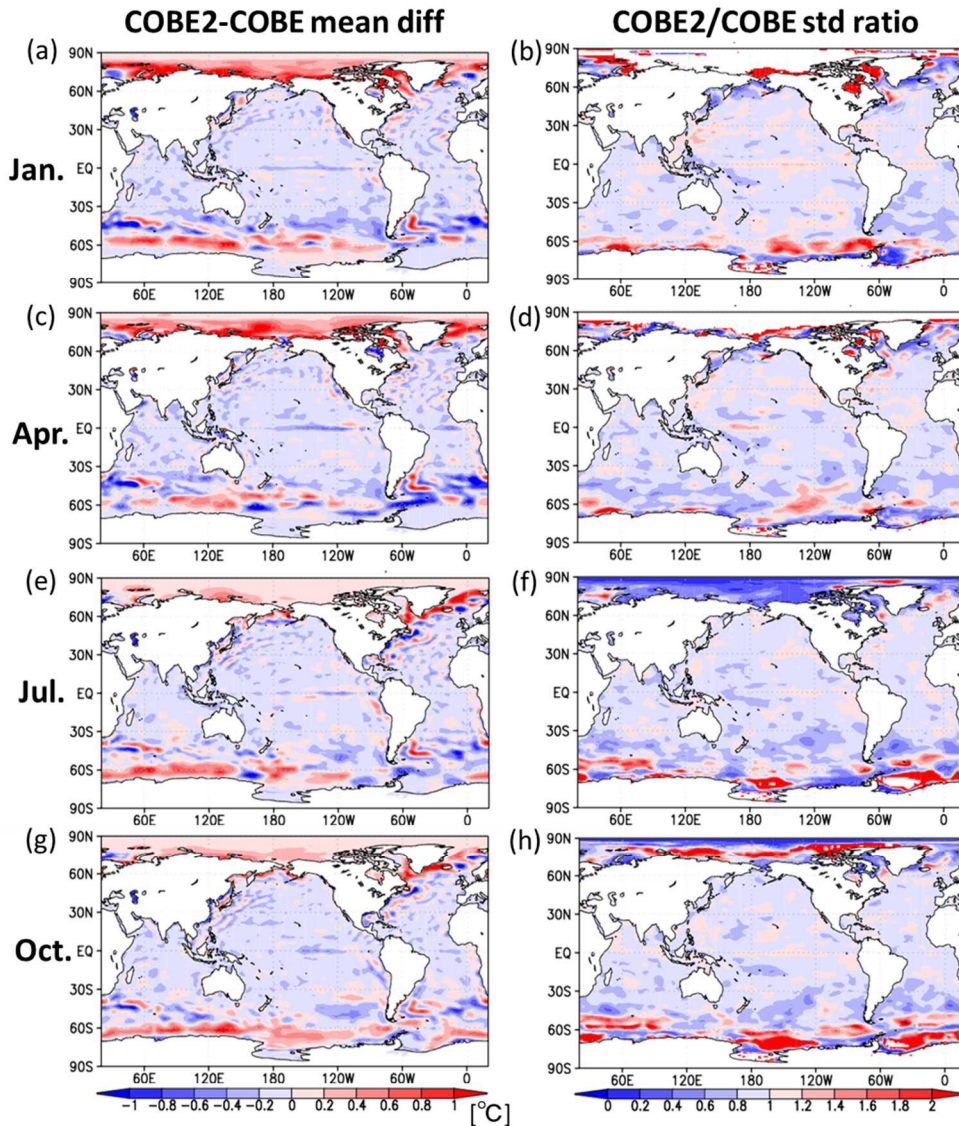 COBE2-COBE mean diff COBE2/COBE std ratio
(a) (b)
90N 90N
60N 60N
30N 30N
Jan. EQ EQ
30S 30S
60S 60S
90S 90S
60E 120E 180 120W 60W 0 60E 120E 180 120W 60W 0
(c) (d)
90N 90N
60N 60N
30N 30N
Apr. EQ EQ
30S 30S
60S 60S
90S 90S
60E 120E 180 120W 60W 0 60E 120E 180 120W 60W 0
(e) (f)
90N 90N
60N 60N
30N 30N
Jul. EQ EQ
30S 30S
60S 60S
90S 90S
60E 120E 180 120W 60W 0 60E 120E 180 120W 60W 0
(g) (h)
90N 90N
60N 60N
30N 30N
Oct. EQ EQ
30S 30S
60S 60S
90S 90S
60E 120E 180 120W 60W 0 60E 120E 180 120W 60W 0
−1 −0.8 −0.6 −0.4 −0.2 0 0.2 0.4 0.6 0.8 1 [°C] 0 0.2 0.4 0.6 0.8 1 1.2 1.4 1.6 1.8 2